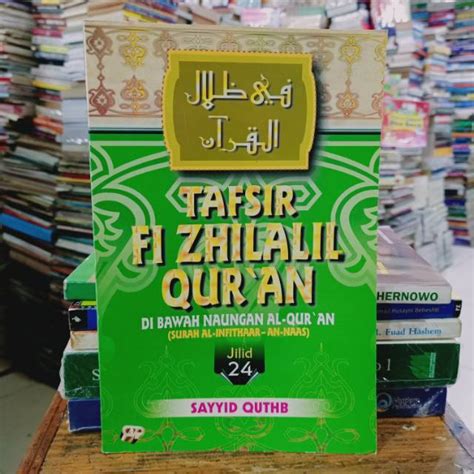 في ظلال
القرآن
TAFSIR
FI ZHILALIL
QUR`AN
DI BAWAH NAUNGAN AL-QUR`AN
(SURAH AL-INFITHAAR - AN-NAAS)
Jilid
24
SAYYID QUTHB
HERNOWO
Fuad Hashem